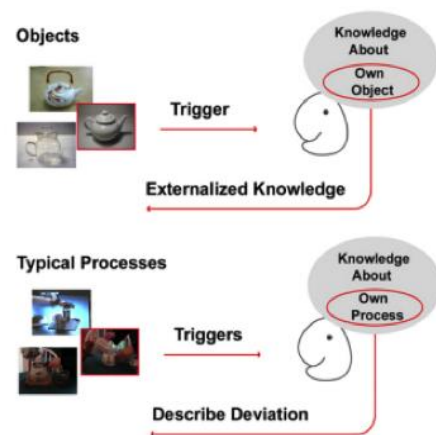 Objects
Knowledge
About
Own
Object
Trigger
Externalized Knowledge
Typical Processes
Knowledge
About
Own
Process
Triggers
Describe Deviation